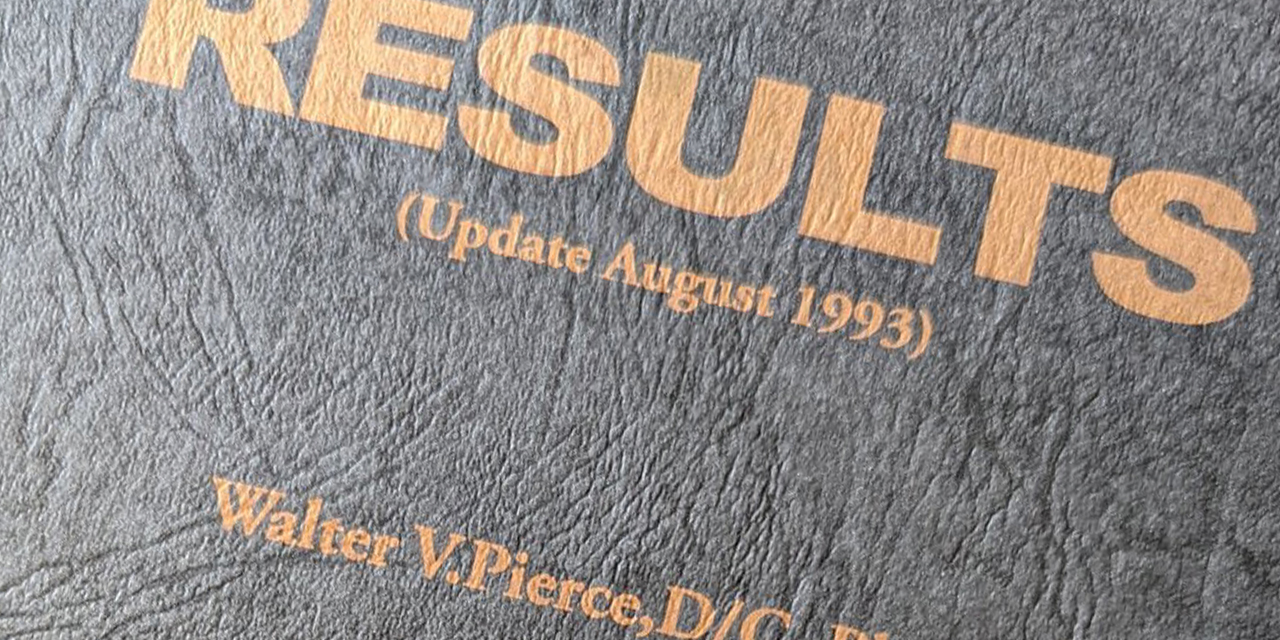 RESULTS
(Update August 1993)
Walter V.Pierce,D/C